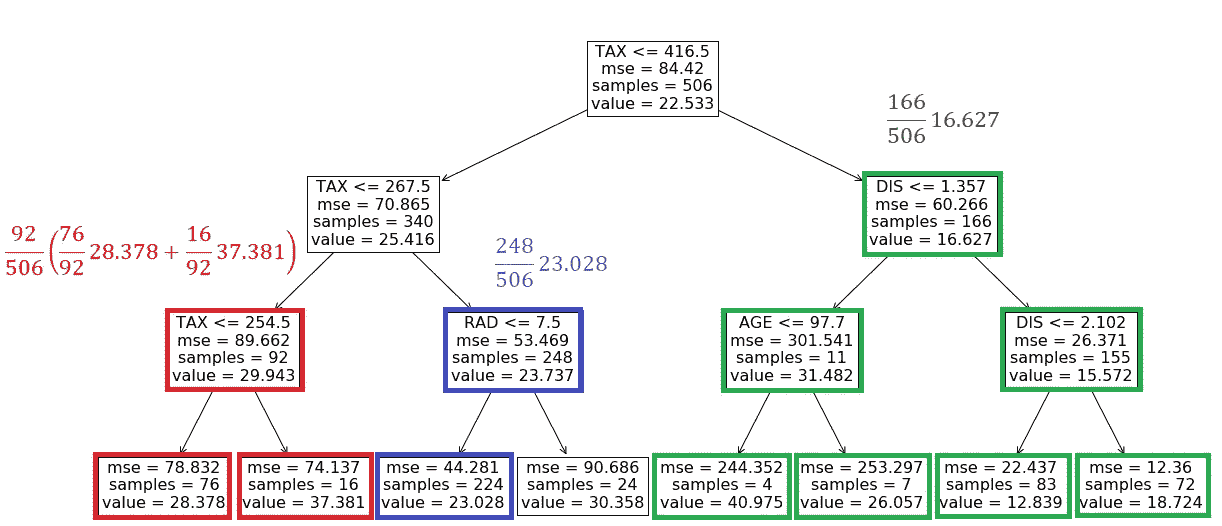 TAX <= 416.5
mse = 84.42
samples = 506
value = 22.533
166
506
16.627
TAX <= 267.5
mse = 70.865
samples = 340
value = 25.416
DIS <= 1.357
mse = 60.266
samples = 166
value = 16.627
92
506
(
76
92
28.378 +
16
92
37.381)
248
506
23.028
TAX <= 254.5
mse = 89.662
samples = 92
value = 29.943
RAD <= 7.5
mse = 53.469
samples = 248
value = 23.737
AGE <= 97.7
mse = 301.541
samples = 11
value = 31.482
DIS <= 2.102
mse = 26.371
samples = 155
value = 15.572
mse = 78.832
samples = 76
value = 28.378
mse = 74.137
samples = 16
value = 37.381
mse = 44.281
samples = 224
value = 23.028
mse = 90.686
samples = 24
value = 30.358
mse = 244.352
samples = 4
value = 40.975
mse = 253.297
samples = 7
value = 26.057
mse = 22.437
samples = 83
value = 12.839
mse = 12.36
samples = 72
value = 18.724